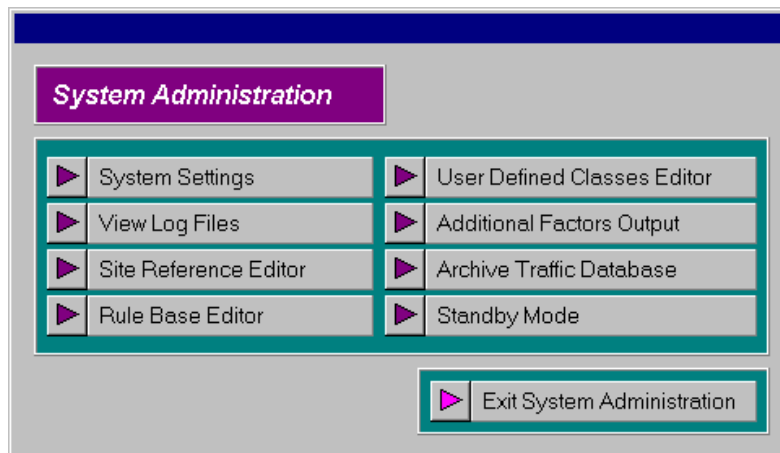 System Administration
System Settings
View Log Files
Site Reference Editor
Rule Base Editor
User Defined Classes Editor
Additional Factors Output
Archive Traffic Database
Standby Mode
Exit System Administration